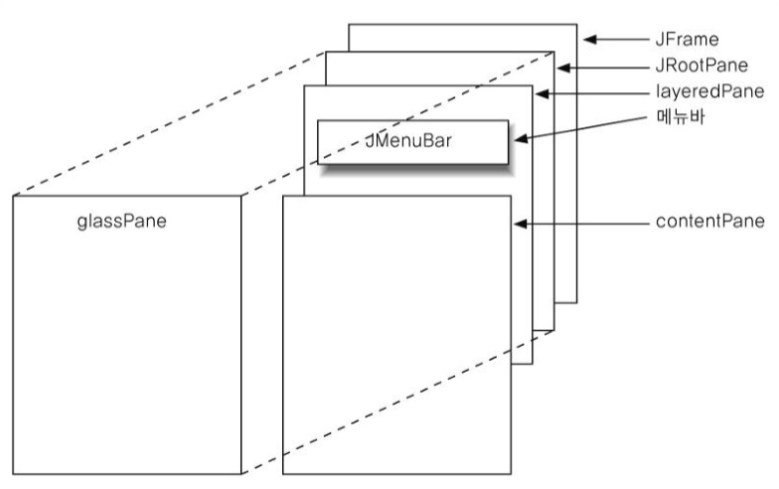 JFrame
JRootPane
layeredPane
메뉴바
JMenuBar
glassPane
contentPane